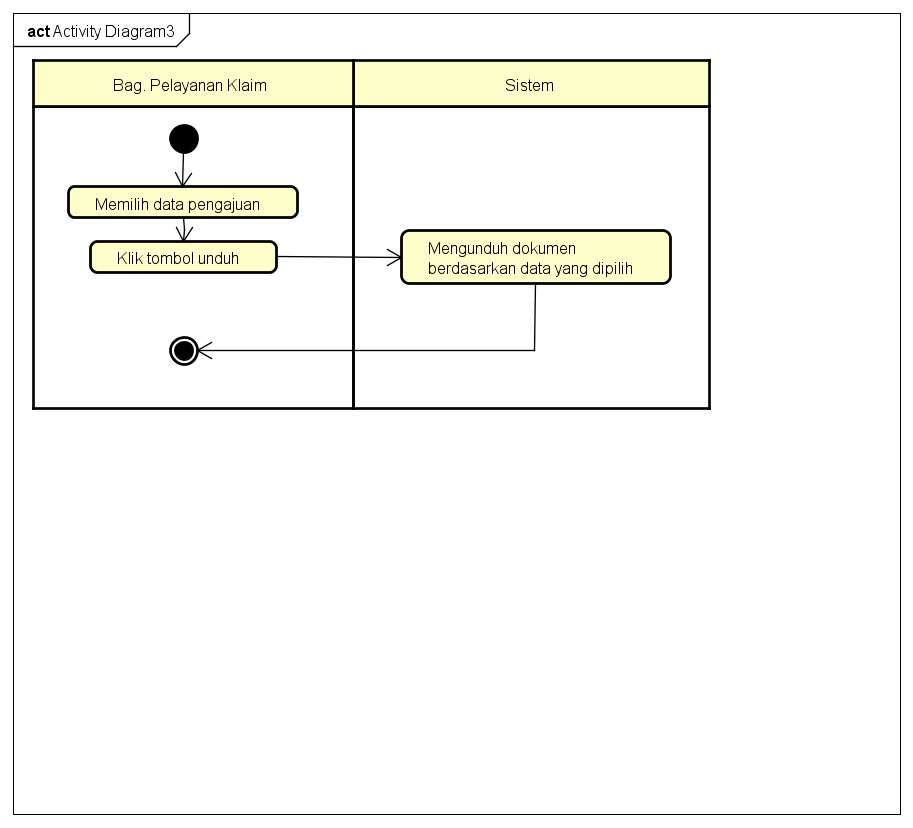 act Activity Diagram3
Bag. Pelayanan Klaim
Sistem
Memilih data pengajuan
Klik tombol unduh
Mengunduh dokumen
berdasarkan data yang dipilih